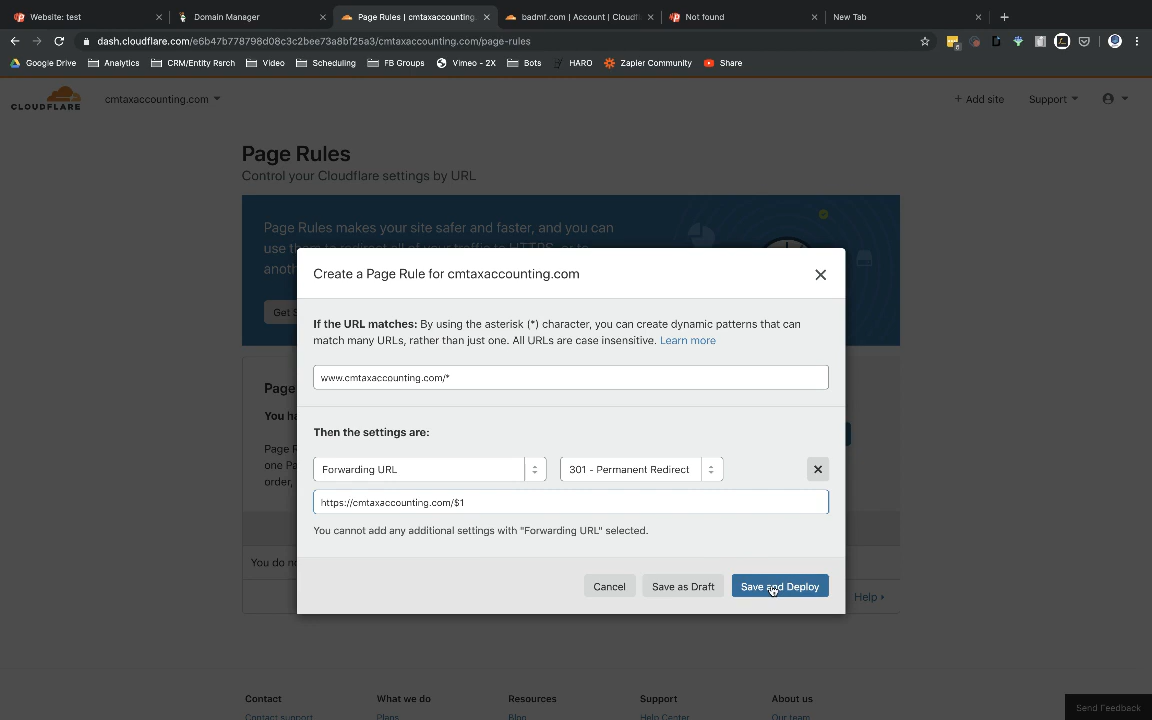 Website: test
Domain Manager
Page Rules | cmtaxaccounting.
badmf.com | Account | Cloudfl
Not found
New Tab
dash.cloudflare.com/e6b47b778798d08c3c2bee73a8bf25a3/cmtaxaccounting.com/page-rules
Google Drive
Analytics
CRM/Entity Rsrch
Video
Scheduling
FB Groups
Vimeo - 2X
Bots
HARO
Zapier Community
Share
CLOUDFLARE
cmtaxaccounting.com
+ Add site
Support
Page Rules
Control your Cloudflare settings by URL
Page Rules makes your site safer and faster, and you can
use them to redirect all of your traffic to HTTPS, or to
anoth
Get S
Create a Page Rule for cmtaxaccounting.com
If the URL matches: By using the asterisk (*) character, you can create dynamic patterns that can
match many URLs, rather than just one. All URLs are case insensitive. Learn more
www.cmtaxaccounting.com/*
Page
You ha
Then the settings are:
Page R
one Pa
order,
Forwarding URL
301 - Permanent Redirect
https://cmtaxaccounting.com/$1
You cannot add any additional settings with "Forwarding URL" selected.
You do n
Cancel
Save as Draft
Save and Deploy
Help
Contact
What we do
Resources
Support
About us
Contact support
Plans
Blog
Help Center
Our team
Send Feedback